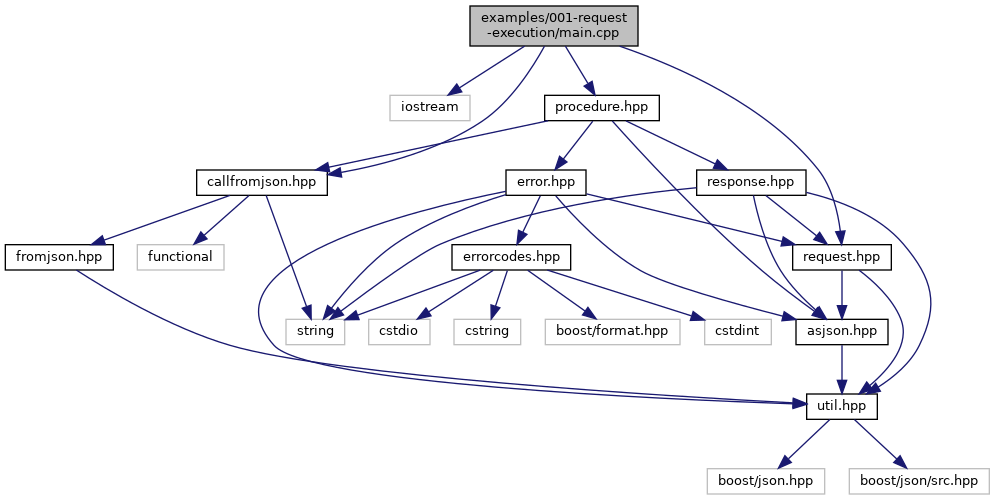 examples/001-request
-execution/main.cpp
iostream
procedure.hpp
callfromjson.hpp
error.hpp
response.hpp
fromjson.hpp
functional
errorcodes.hpp
request.hpp
string
cstdio
cstring
boost/format.hpp
cstdint
asjson.hpp
util.hpp
boost/json.hpp
boost/json/src.hpp